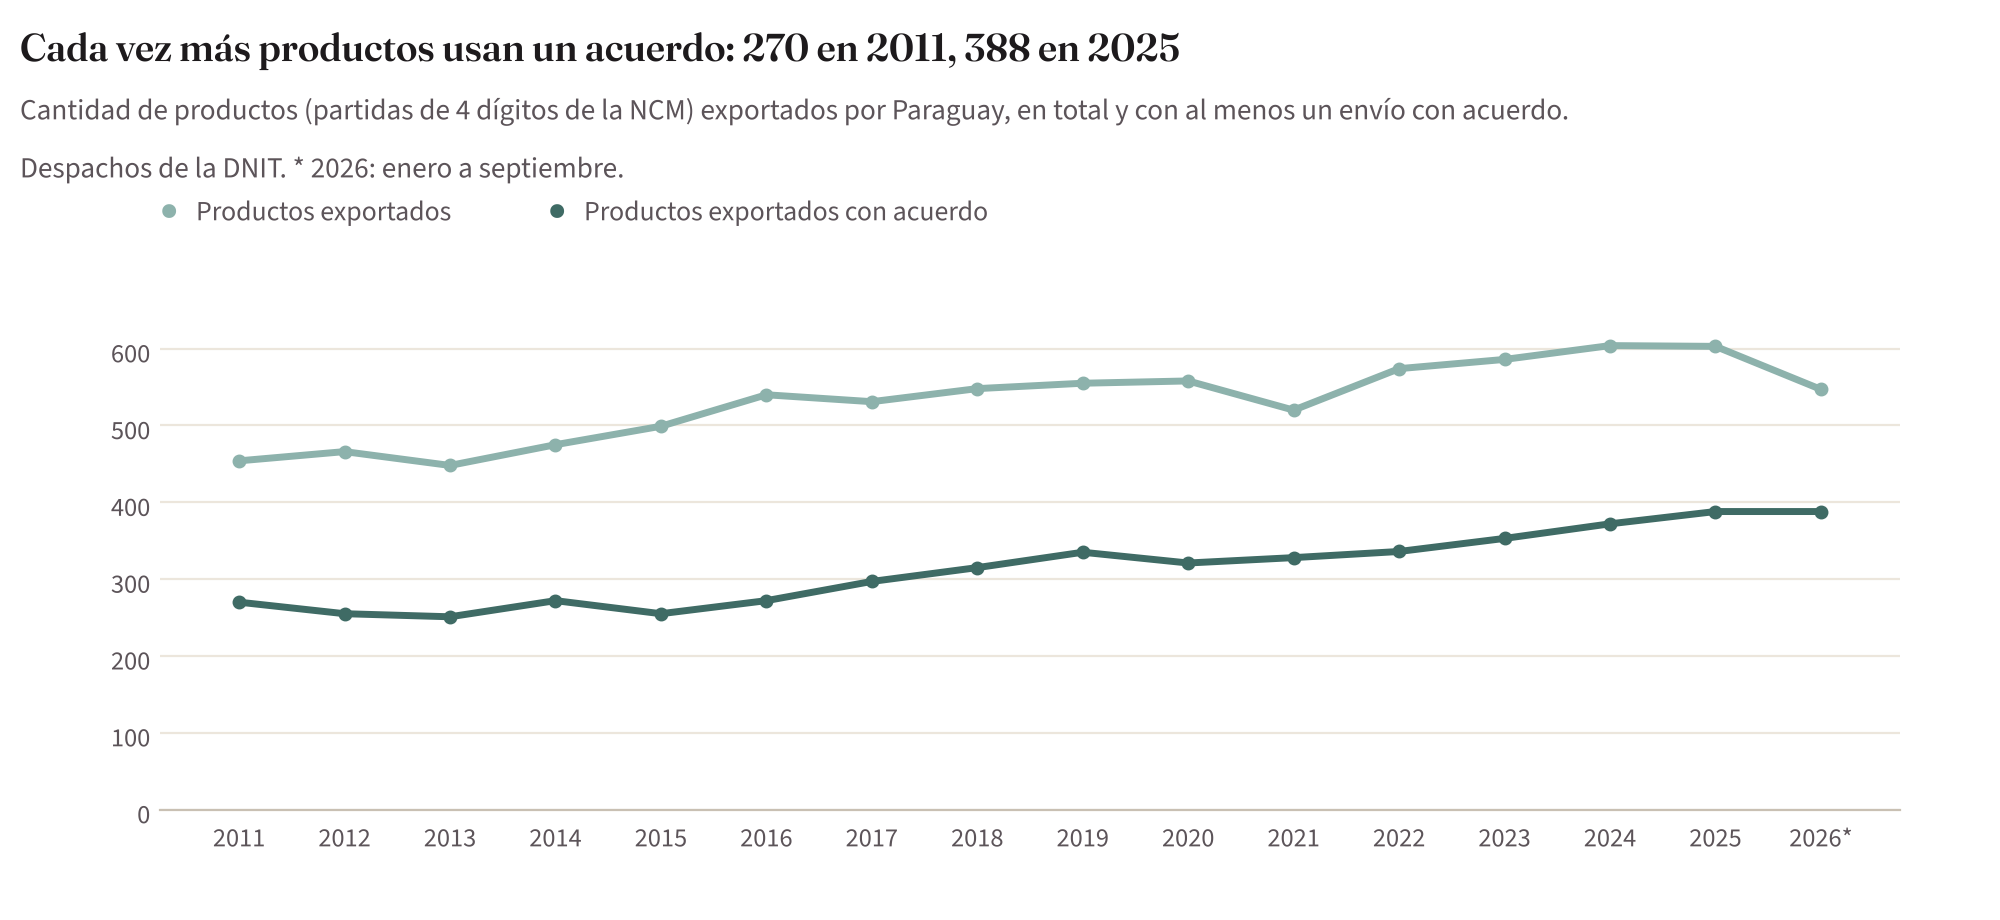 Cada vez más productos usan un acuerdo: 270 en 2011, 388 en 2025
Cantidad de productos (partidas de 4 dígitos de la NCM) exportados por Paraguay, en total y con al menos un envío con acuerdo.
Despachos de la DNIT. * 2026: enero a septiembre.
Productos exportados
Productos exportados con acuerdo
600
500
400
300
200
100
0
2011 2012 2013 2014 2015 2016 2017 2018 2019 2020 2021 2022 2023 2024 2025 2026*